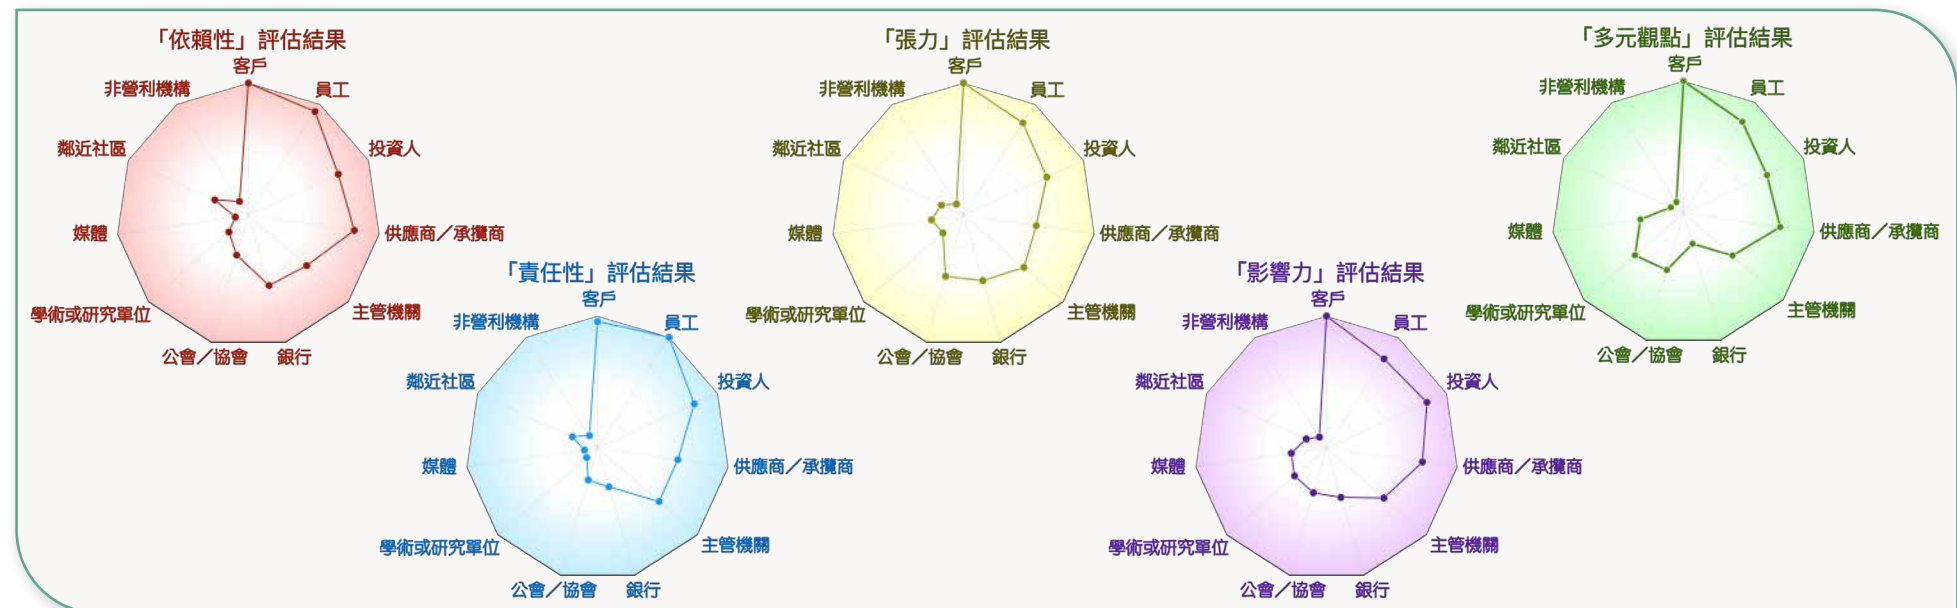 「依賴性」評估結果
客戶
員工
投資人
供應商／承攬商
主管機關
銀行
公會／協會
學術或研究單位
媒體
鄰近社區
非營利機構
「責任性」評估結果
客戶
員工
投資人
供應商／承攬商
主管機關
銀行
公會／協會
學術或研究單位
媒體
鄰近社區
非營利機構
「張力」評估結果
客戶
員工
投資人
供應商／承攬商
主管機關
銀行
公會／協會
學術或研究單位
媒體
鄰近社區
非營利機構
「影響力」評估結果
客戶
員工
投資人
供應商／承攬商
主管機關
銀行
公會／協會
學術或研究單位
媒體
鄰近社區
非營利機構
「多元觀點」評估結果
客戶
員工
投資人
供應商／承攬商
主管機關
銀行
公會／協會
學術或研究單位
媒體
鄰近社區
非營利機構